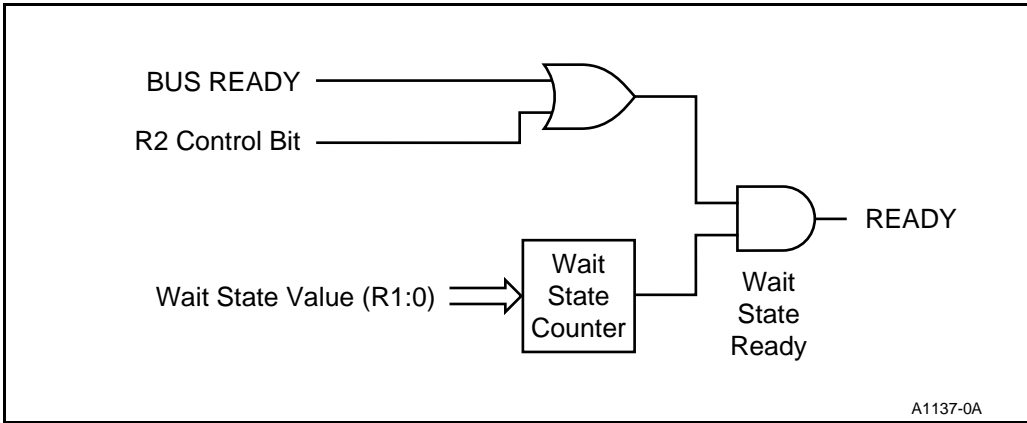 BUS READY
R2 Control Bit
READY
Wait State Value (R1:0)
Wait
State
Counter
Wait
State
Ready
A1137-0A